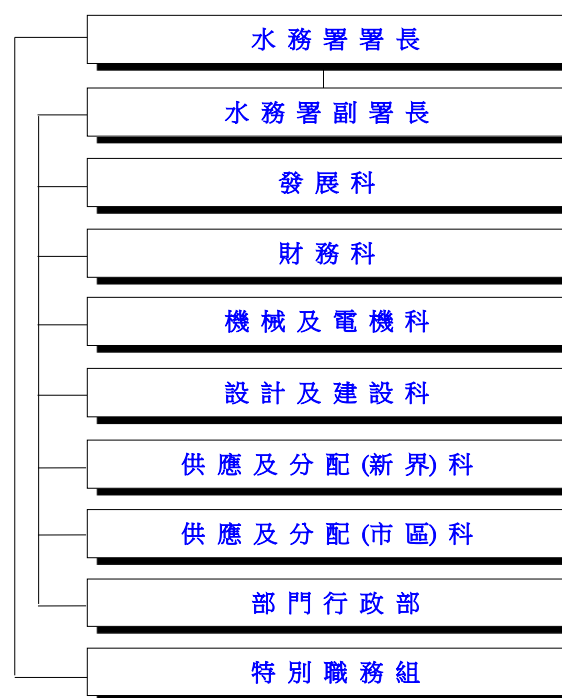 水務署署長
水務署副署長
發展科
財務科
機械及電機科
設計及建設科
供應及分配(新界)科
供應及分配(市區)科
部門行政部
特別職務組